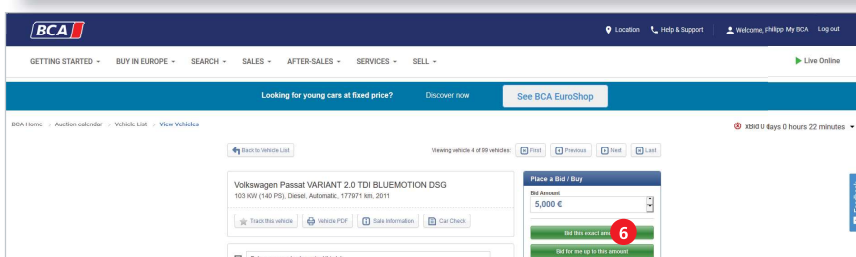 BCA
Location Help & Support Welcome, Philipp My BCA Log out
GETTING STARTED BUY IN EUROPE SEARCH SALES AFTER-SALES SERVICES SELL Live Online
Looking for young cars at fixed price? Discover now See BCA EuroShop
BCA Home > Auction calendar > Vehicle List > View Vehicles
days 0 hours 22 minutes
Back to Vehicle List Viewing vehicle 4 of 99 vehicles: First Previous Next Last
Volkswagen Passat VARIANT 2.0 TDI BLUEMOTION DSG
103 KW (140 PS), Diesel, Automatic, 177971 km, 2011
Track this vehicle Vehicle PDF Sale Information Car Check
Place a Bid / Buy
Bid Amount
5,000 €
Bid this exact am
6
Bid for me up to this amount